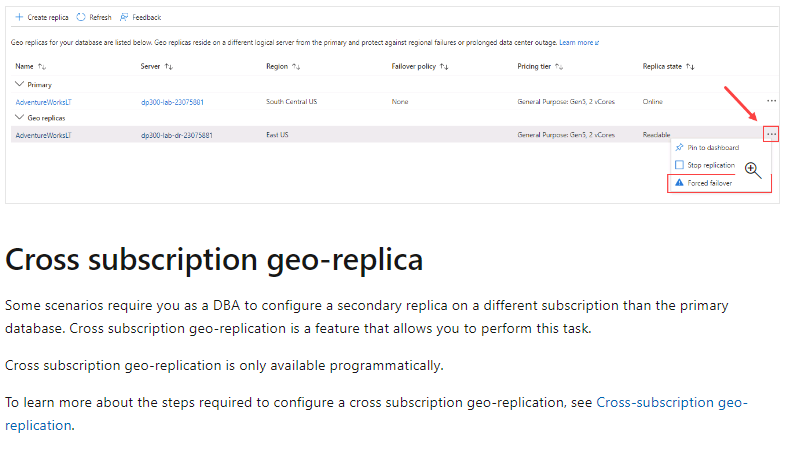 Create replica Refresh Feedback
Geo replicas for your database are listed below. Geo replicas reside on a different logical server from the primary and protect against regional failures or prolonged data center outage. Learn more
Name ↑↓ Server ↑↓ Region ↑↓ Failover policy ↑↓ Pricing tier ↑↓ Replica state ↑↓
Primary
AdventureWorksLT dp300-lab-23075881 South Central US None General Purpose: Gen5, 2 vCores Online ...
Geo replicas
AdventureWorksLT dp300-lab-dr-23075881 East US General Purpose: Gen5, 2 vCores Readable ...
Pin to dashboard
Stop replication
Forced failover
Cross subscription geo-replica
Some scenarios require you as a DBA to configure a secondary replica on a different subscription than the primary
database. Cross subscription geo-replication is a feature that allows you to perform this task.
Cross subscription geo-replication is only available programmatically.
To learn more about the steps required to configure a cross subscription geo-replication, see Cross-subscription geo-
replication.